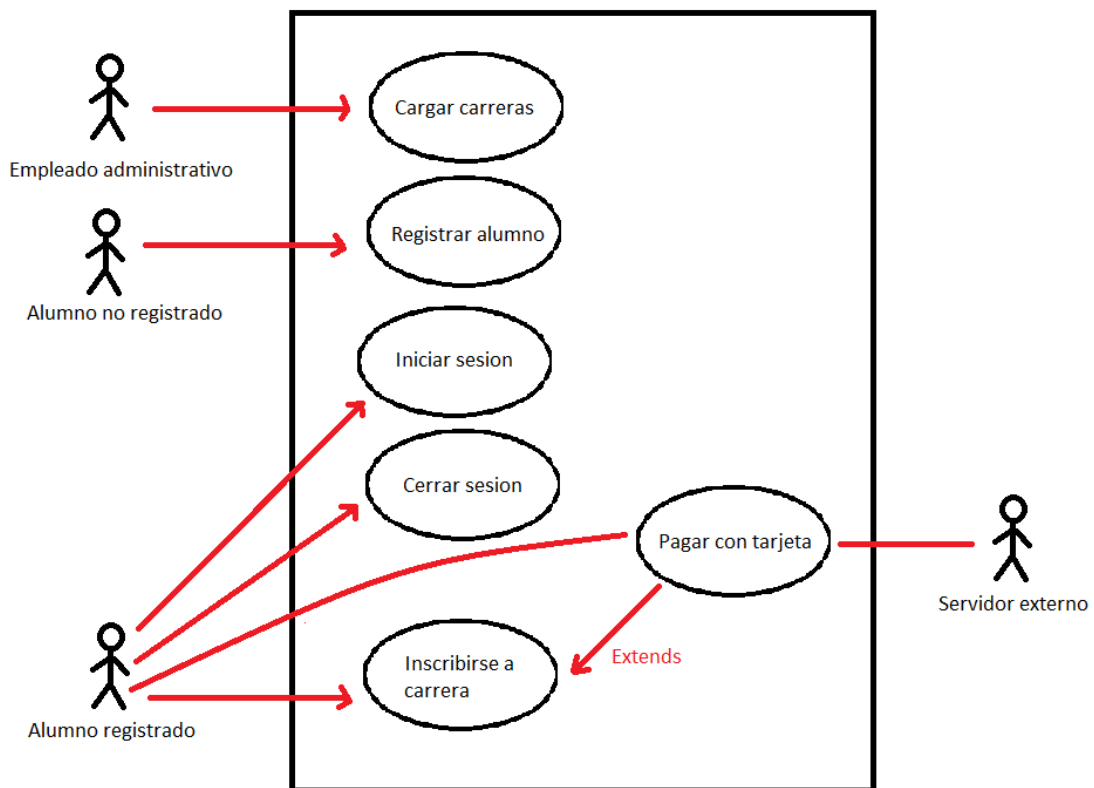 Cargar carreras
Empleado administrativo
Registrar alumno
Alumno no registrado
Iniciar sesion
Cerrar sesion
Pagar con tarjeta
Servidor externo
Inscribirse a
carrera
Extends
Alumno registrado